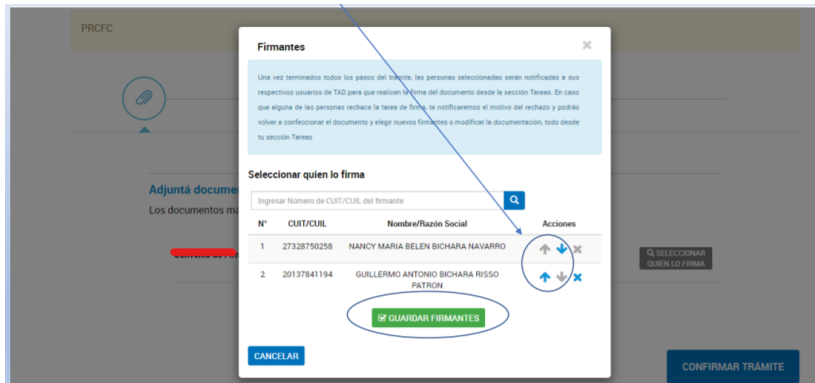 PRCFC
Firmantes
Una vez terminados todos los pasos del trámite, las personas seleccionadas serán notificadas a sus
respectivos usuarios de TAD para que realicen la firma del documento desde la sección Tareas. En caso
que alguna de las personas rechace la tarea de firma, te notificaremos el motivo del rechazo y podrás
volver a confeccionar el documento y elegir nuevos firmantes o modificar la documentación, todo desde
tu sección Tareas
Seleccionar quien lo firma
Adjuntá docume
Ingresar Número de CUIT/CUIL del firmante
Los documentos ma
N° CUIT/CUIL Nombre/Razón Social Acciones
1 27328750258 NANCY MARIA BELEN BICHARA NAVARRO
SELECCIONAR
QUIEN LO FIRMA
2 20137841194 GUILLERMO ANTONIO BICHARA RISSO
PATRON
GUARDAR FIRMANTES
CANCELAR
CONFIRMAR TRÁMITE